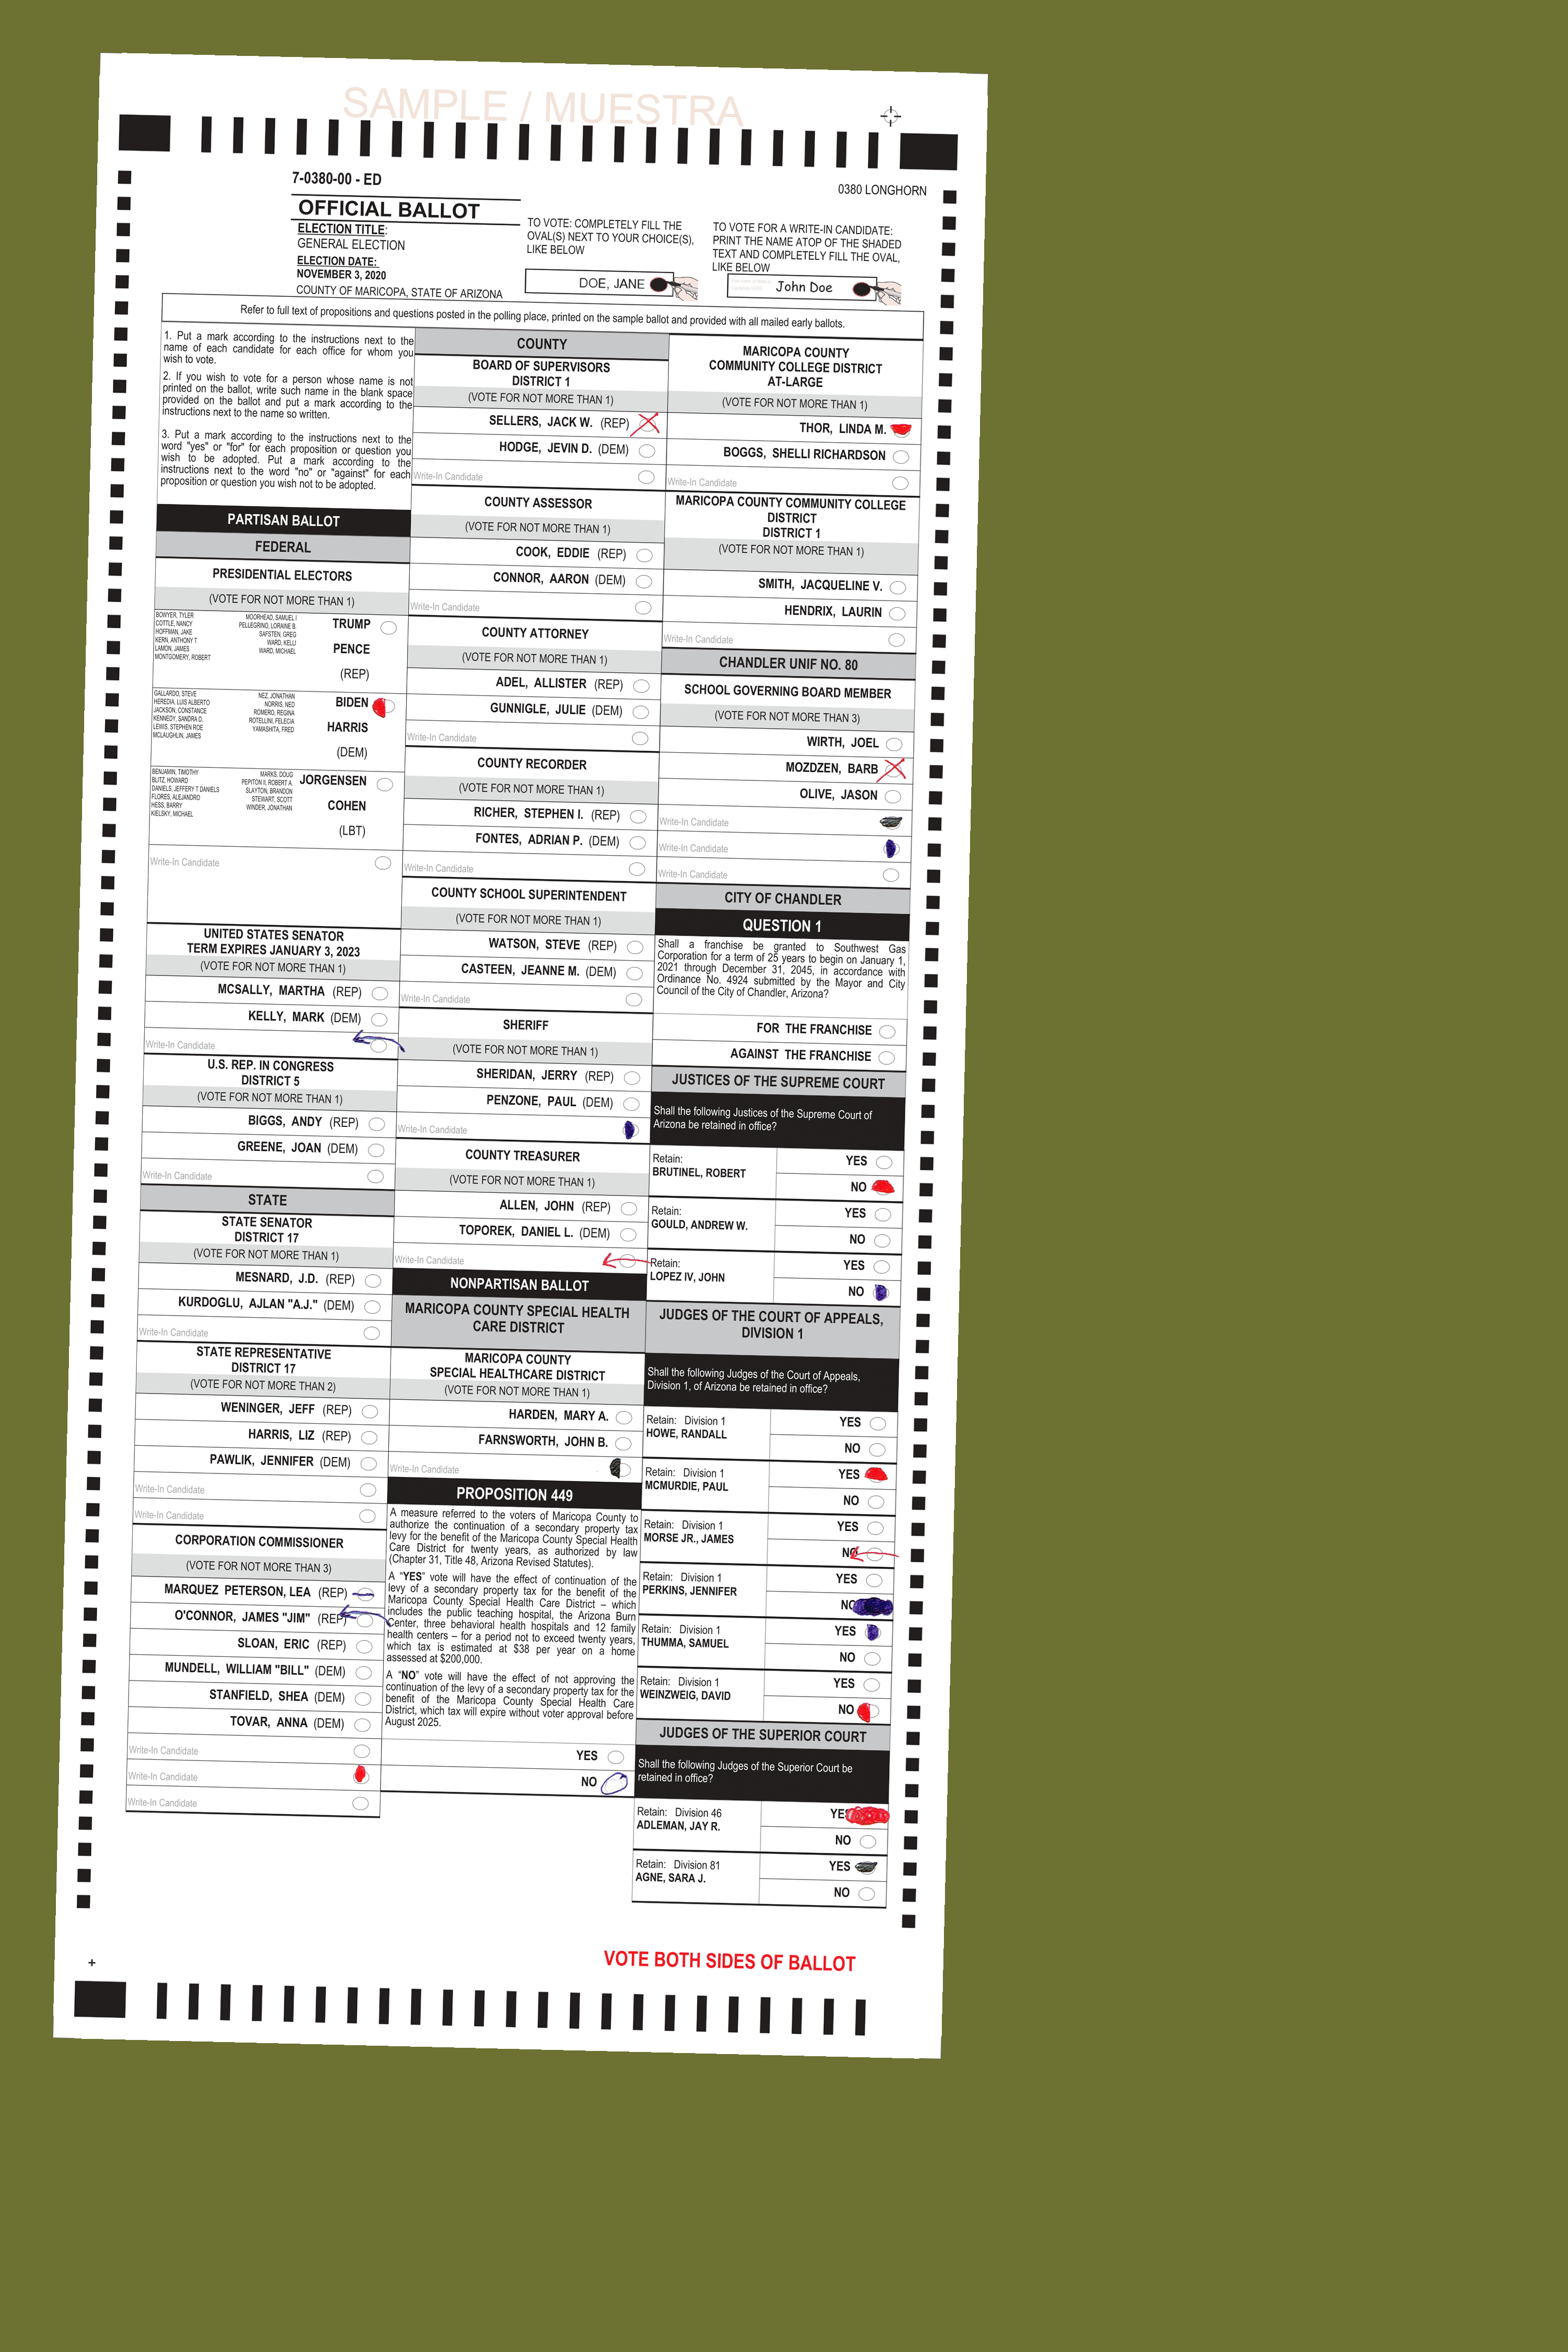 SAMPLE / MUESTRA
7-0380-00 - ED
0380 LONGHORN
OFFICIAL BALLOT
ELECTION TITLE:
GENERAL ELECTION
ELECTION DATE:
NOVEMBER 3, 2020
COUNTY OF MARICOPA, STATE OF ARIZONA
TO VOTE: COMPLETELY FILL THE
OVAL(S) NEXT TO YOUR CHOICE(S),
LIKE BELOW
DOE, JANE
TO VOTE FOR A WRITE-IN CANDIDATE:
PRINT THE NAME ATOP OF THE SHADED
TEXT AND COMPLETELY FILL THE OVAL,
LIKE BELOW
John Doe
Refer to full text of propositions and questions posted in the polling place, printed on the sample ballot and provided with all mailed early ballots.
1. Put a mark according to the instructions next to the
name of each candidate for each office for whom you
wish to vote.
2. If you wish to vote for a person whose name is not
printed on the ballot, write such name in the blank space
provided on the ballot and put a mark according to the
instructions next to the name so written.
3. Put a mark according to the instructions next to the
word "yes" or "for" for each proposition or question you
wish to be adopted. Put a mark according to the
instructions next to the word "no" or "against" for each
proposition or question you wish not to be adopted.
PARTISAN BALLOT
FEDERAL
PRESIDENTIAL ELECTORS
(VOTE FOR NOT MORE THAN 1)
BOWYER, TYLER
COTTLE, NANCY
HOFFMAN, JAKE
KERN, ANTHONY T
LAMON, JAMES
MONTGOMERY, ROBERT
MOORHEAD, SAMUEL I
PELLEGRINO, LORAINE B.
SAFSTEN, GREG
WARD, KELLI
WARD, MICHAEL
TRUMP
PENCE
(REP)
GALLARDO, STEVE
HEREDIA, LUIS ALBERTO
JACKSON, CONSTANCE
KENNEDY, SANDRA D.
LEWIS, STEPHEN ROE
MCLAUGHLIN, JAMES
NEZ, JONATHAN
NORRIS, NED
ROMERO, REGINA
ROTELLINI, FELECIA
YAMASHITA, FRED
BIDEN
HARRIS
(DEM)
BENJAMIN, TIMOTHY
BLITZ, HOWARD
DANIELS, JEFFERY T DANIELS
FLORES, ALEJANDRO
HESS, BARRY
KIELSKY, MICHAEL
MARKS, DOUG
PEPITON II, ROBERT A.
SLAYTON, BRANDON
STEWART, SCOTT
WINDER, JONATHAN
JORGENSEN
COHEN
(LBT)
Write-In Candidate
UNITED STATES SENATOR
TERM EXPIRES JANUARY 3, 2023
(VOTE FOR NOT MORE THAN 1)
MCSALLY, MARTHA (REP)
KELLY, MARK (DEM)
Write-In Candidate
U.S. REP. IN CONGRESS
DISTRICT 5
(VOTE FOR NOT MORE THAN 1)
BIGGS, ANDY (REP)
GREENE, JOAN (DEM)
Write-In Candidate
STATE
STATE SENATOR
DISTRICT 17
(VOTE FOR NOT MORE THAN 1)
MESNARD, J.D. (REP)
KURDOGLU, AJLAN "A.J." (DEM)
Write-In Candidate
STATE REPRESENTATIVE
DISTRICT 17
(VOTE FOR NOT MORE THAN 2)
WENINGER, JEFF (REP)
HARRIS, LIZ (REP)
PAWLIK, JENNIFER (DEM)
Write-In Candidate
Write-In Candidate
CORPORATION COMMISSIONER
(VOTE FOR NOT MORE THAN 3)
MARQUEZ PETERSON, LEA (REP)
O'CONNOR, JAMES "JIM" (REP)
SLOAN, ERIC (REP)
MUNDELL, WILLIAM "BILL" (DEM)
STANFIELD, SHEA (DEM)
TOVAR, ANNA (DEM)
Write-In Candidate
Write-In Candidate
Write-In Candidate
COUNTY
BOARD OF SUPERVISORS
DISTRICT 1
(VOTE FOR NOT MORE THAN 1)
SELLERS, JACK W. (REP)
HODGE, JEVIN D. (DEM)
Write-In Candidate
COUNTY ASSESSOR
(VOTE FOR NOT MORE THAN 1)
COOK, EDDIE (REP)
CONNOR, AARON (DEM)
Write-In Candidate
COUNTY ATTORNEY
(VOTE FOR NOT MORE THAN 1)
ADEL, ALLISTER (REP)
GUNNIGLE, JULIE (DEM)
Write-In Candidate
COUNTY RECORDER
(VOTE FOR NOT MORE THAN 1)
RICHER, STEPHEN I. (REP)
FONTES, ADRIAN P. (DEM)
Write-In Candidate
COUNTY SCHOOL SUPERINTENDENT
(VOTE FOR NOT MORE THAN 1)
WATSON, STEVE (REP)
CASTEEN, JEANNE M. (DEM)
Write-In Candidate
SHERIFF
(VOTE FOR NOT MORE THAN 1)
SHERIDAN, JERRY (REP)
PENZONE, PAUL (DEM)
Write-In Candidate
COUNTY TREASURER
(VOTE FOR NOT MORE THAN 1)
ALLEN, JOHN (REP)
TOPOREK, DANIEL L. (DEM)
Write-In Candidate
NONPARTISAN BALLOT
MARICOPA COUNTY SPECIAL HEALTH
CARE DISTRICT
MARICOPA COUNTY
SPECIAL HEALTHCARE DISTRICT
(VOTE FOR NOT MORE THAN 1)
HARDEN, MARY A.
FARNSWORTH, JOHN B.
Write-In Candidate
PROPOSITION 449
A measure referred to the voters of Maricopa County to
authorize the continuation of a secondary property tax
levy for the benefit of the Maricopa County Special Health
Care District for twenty years, as authorized by law
(Chapter 31, Title 48, Arizona Revised Statutes).
A “YES” vote will have the effect of continuation of the
levy of a secondary property tax for the benefit of the
Maricopa County Special Health Care District – which
includes the public teaching hospital, the Arizona Burn
Center, three behavioral health hospitals and 12 family
health centers – for a period not to exceed twenty years,
which tax is estimated at $38 per year on a home
assessed at $200,000.
A “NO” vote will have the effect of not approving the
continuation of the levy of a secondary property tax for the
benefit of the Maricopa County Special Health Care
District, which tax will expire without voter approval before
August 2025.
YES
NO
MARICOPA COUNTY
COMMUNITY COLLEGE DISTRICT
AT-LARGE
(VOTE FOR NOT MORE THAN 1)
THOR, LINDA M.
BOGGS, SHELLI RICHARDSON
Write-In Candidate
MARICOPA COUNTY COMMUNITY COLLEGE
DISTRICT
DISTRICT 1
(VOTE FOR NOT MORE THAN 1)
SMITH, JACQUELINE V.
HENDRIX, LAURIN
Write-In Candidate
CHANDLER UNIF NO. 80
SCHOOL GOVERNING BOARD MEMBER
(VOTE FOR NOT MORE THAN 3)
WIRTH, JOEL
MOZDZEN, BARB
OLIVE, JASON
Write-In Candidate
Write-In Candidate
Write-In Candidate
CITY OF CHANDLER
QUESTION 1
Shall a franchise be granted to Southwest Gas
Corporation for a term of 25 years to begin on January 1,
2021 through December 31, 2045, in accordance with
Ordinance No. 4924 submitted by the Mayor and City
Council of the City of Chandler, Arizona?
FOR THE FRANCHISE
AGAINST THE FRANCHISE
JUSTICES OF THE SUPREME COURT
Shall the following Justices of the Supreme Court of
Arizona be retained in office?
Retain:
BRUTINEL, ROBERT
YES
NO
Retain:
GOULD, ANDREW W.
YES
NO
Retain:
LOPEZ IV, JOHN
YES
NO
JUDGES OF THE COURT OF APPEALS,
DIVISION 1
Shall the following Judges of the Court of Appeals,
Division 1, of Arizona be retained in office?
Retain: Division 1
HOWE, RANDALL
YES
NO
Retain: Division 1
MCMURDIE, PAUL
YES
NO
Retain: Division 1
MORSE JR., JAMES
YES
NO
Retain: Division 1
PERKINS, JENNIFER
YES
NO
Retain: Division 1
THUMMA, SAMUEL
YES
NO
Retain: Division 1
WEINZWEIG, DAVID
YES
NO
JUDGES OF THE SUPERIOR COURT
Shall the following Judges of the Superior Court be
retained in office?
Retain: Division 46
ADLEMAN, JAY R.
YES
NO
Retain: Division 81
AGNE, SARA J.
YES
NO
VOTE BOTH SIDES OF BALLOT